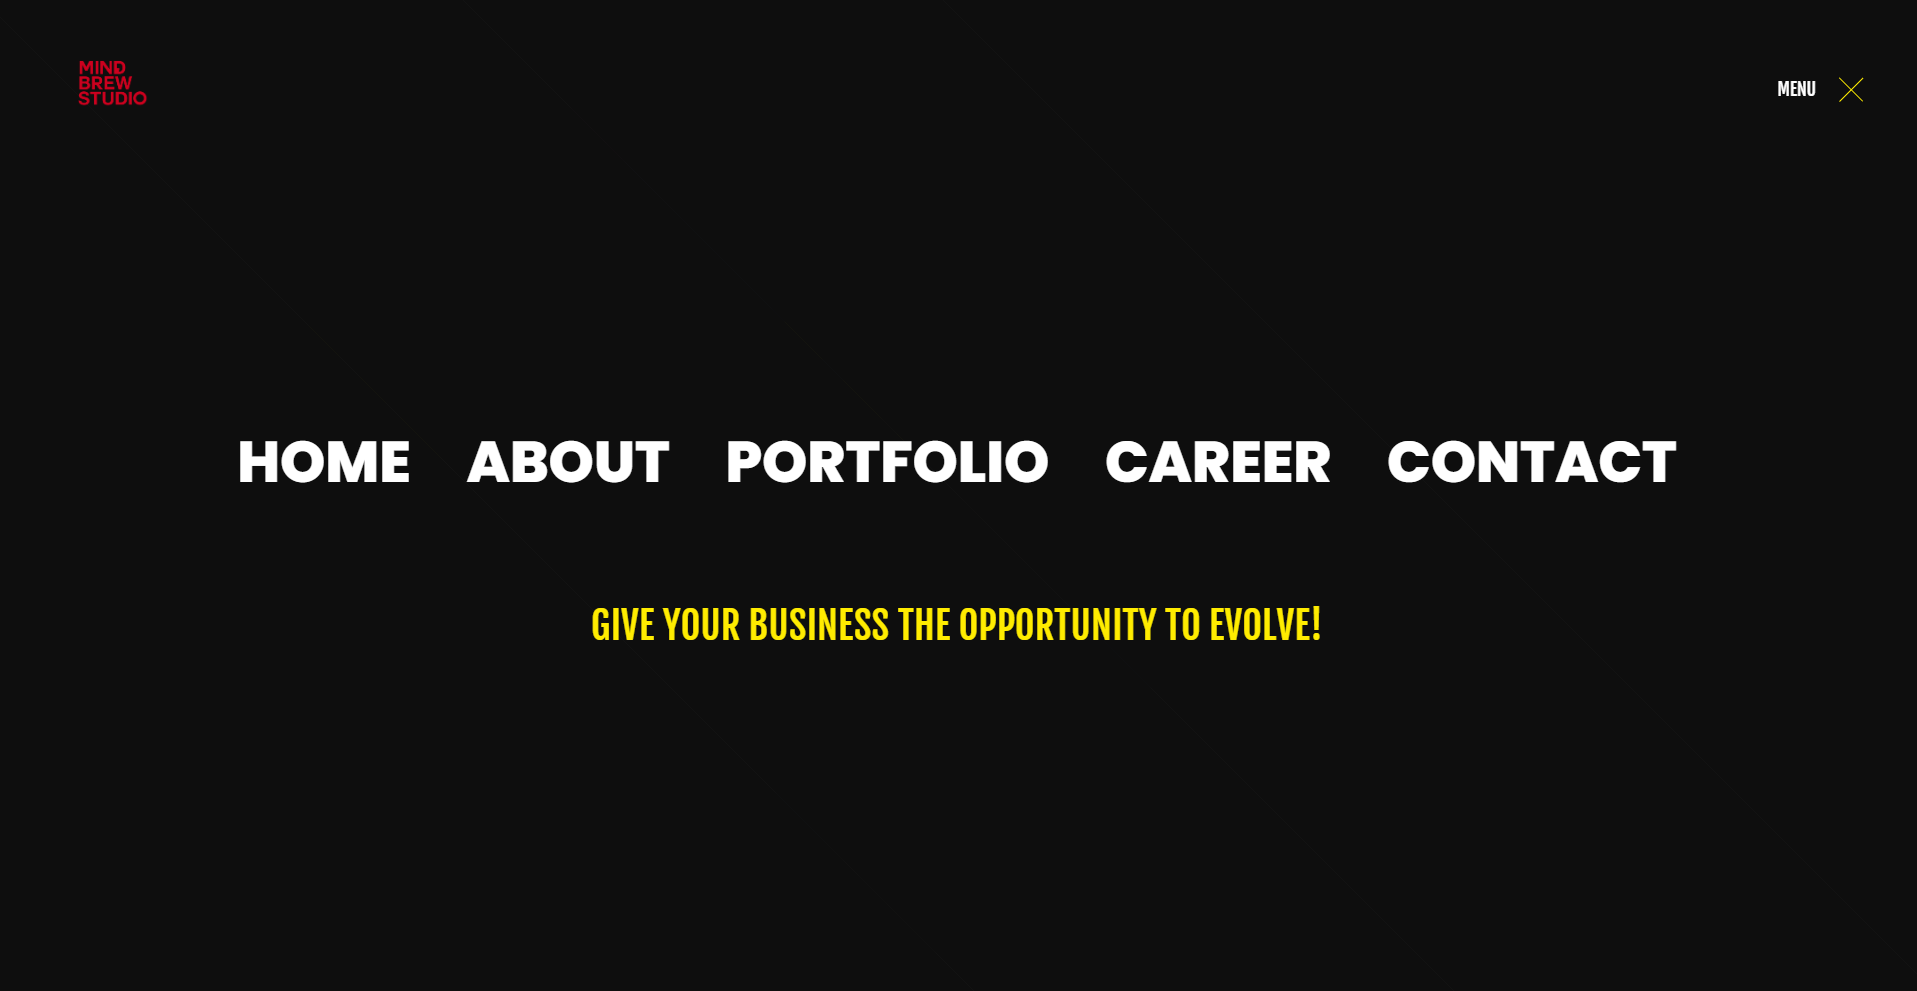 MIND
BREW
STUDIO
MENU
HOME ABOUT PORTFOLIO CAREER CONTACT
GIVE YOUR BUSINESS THE OPPORTUNITY TO EVOLVE!